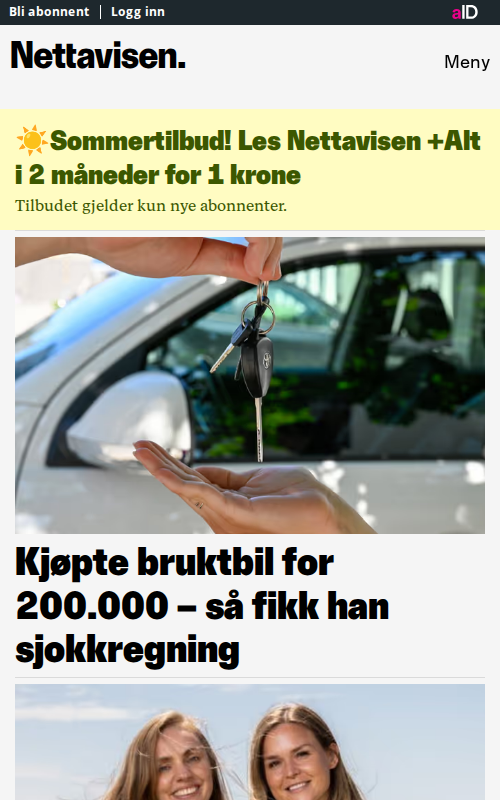 Bli abonnent | Logg inn
aID
Nettavisen.
Meny
☀️Sommertilbud! Les Nettavisen +Alt
i 2 måneder for 1 krone
Tilbudet gjelder kun nye abonnenter.
Kjøpte bruktbil for
200.000 – så fikk han
sjokkregning